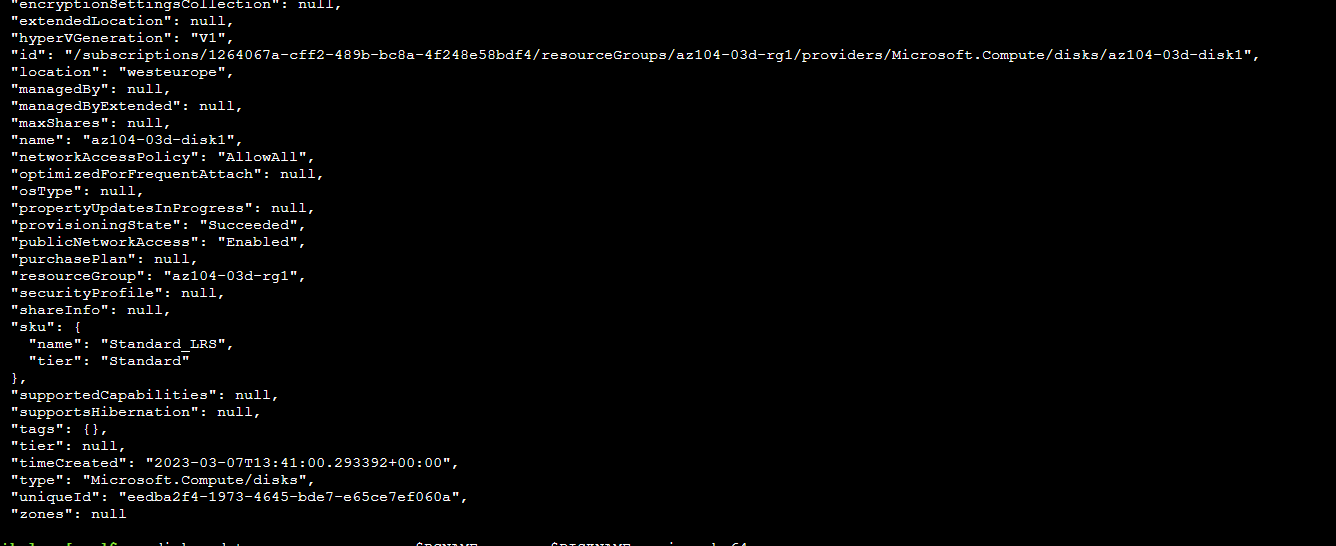 "encryptionSettingsCollection": null,
"extendedLocation": null,
"hyperVGeneration": "V1",
"id": "/subscriptions/1264067a-cff2-489b-bc8a-4f248e58bdf4/resourceGroups/az104-03d-rg1/providers/Microsoft.Compute/disks/az104-03d-disk1",
"location": "westeurope",
"managedBy": null,
"managedByExtended": null,
"maxShares": null,
"name": "az104-03d-disk1",
"networkAccessPolicy": "AllowAll",
"optimizedForFrequentAttach": null,
"osType": null,
"propertyUpdatesInProgress": null,
"provisioningState": "Succeeded",
"publicNetworkAccess": "Enabled",
"purchasePlan": null,
"resourceGroup": "az104-03d-rg1",
"securityProfile": null,
"shareInfo": null,
"sku": {
"name": "Standard_LRS",
"tier": "Standard"
},
"supportedCapabilities": null,
"supportsHibernation": null,
"tags": {},
"tier": null,
"timeCreated": "2023-03-07T13:41:00.293392+00:00",
"type": "Microsoft.Compute/disks",
"uniqueId": "eedba2f4-1973-4645-bde7-e65ce7ef060a",
"zones": null